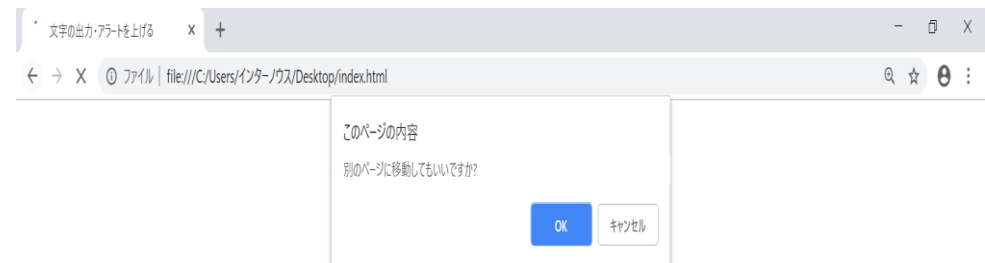 文字の出力・アラートを上げる
ファイル | file:///C:/Users/インターノウス/Desktop/index.html
このページの内容
別のページに移動してもいいですか?
OK キャンセル